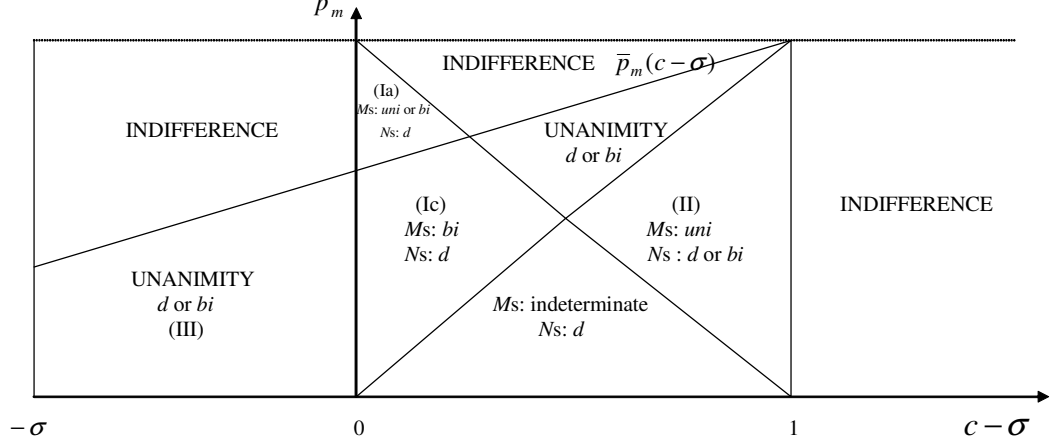 p_m
INDIFFERENCE p̅_m(c − σ)
(Ia)
Ms: uni or bi
Ns: d
INDIFFERENCE
UNANIMITY
d or bi
(Ic)
Ms: bi
Ns: d
(II)
Ms: uni
Ns : d or bi
INDIFFERENCE
UNANIMITY
d or bi
(III)
Ms: indeterminate
Ns: d
− σ 0 1 c − σ